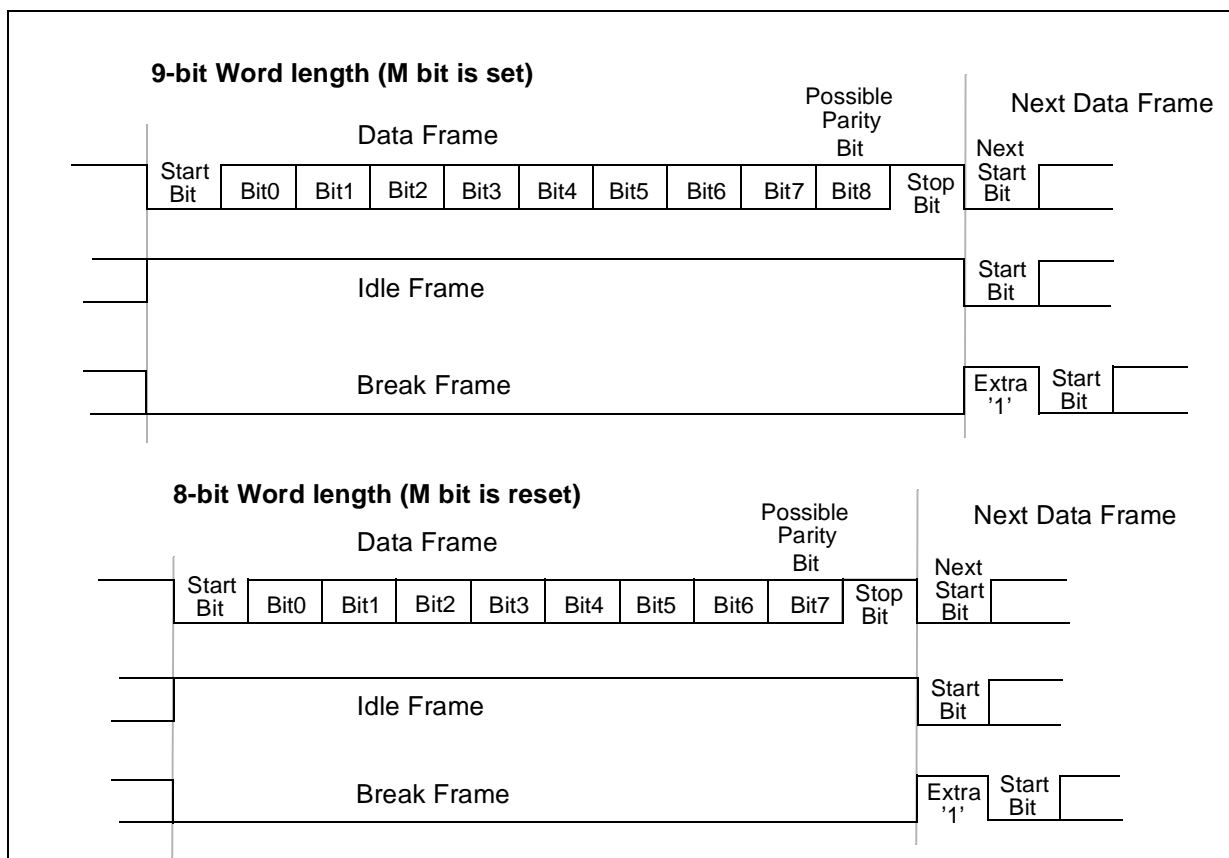 9-bit Word length (M bit is set)
Possible
Parity
Bit
Next Data Frame
Data Frame
Next
Start
Bit
Start
Bit
Bit0
Bit1
Bit2
Bit3
Bit4
Bit5
Bit6
Bit7
Bit8
Stop
Bit
Idle Frame
Start
Bit
Break Frame
Extra
'1'
Start
Bit
8-bit Word length (M bit is reset)
Possible
Parity
Bit
Next Data Frame
Data Frame
Next
Start
Bit
Start
Bit
Bit0
Bit1
Bit2
Bit3
Bit4
Bit5
Bit6
Bit7
Stop
Bit
Idle Frame
Start
Bit
Break Frame
Extra
'1'
Start
Bit